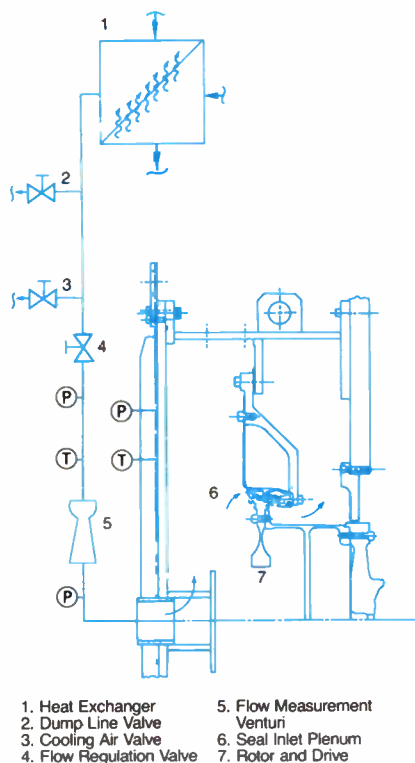 1
2
3
4
P
P
T
T
6
5
P
7
1. Heat Exchanger
2. Dump Line Valve
3. Cooling Air Valve
4. Flow Regulation Valve
5. Flow Measurement
Venturi
6. Seal Inlet Plenum
7. Rotor and Drive